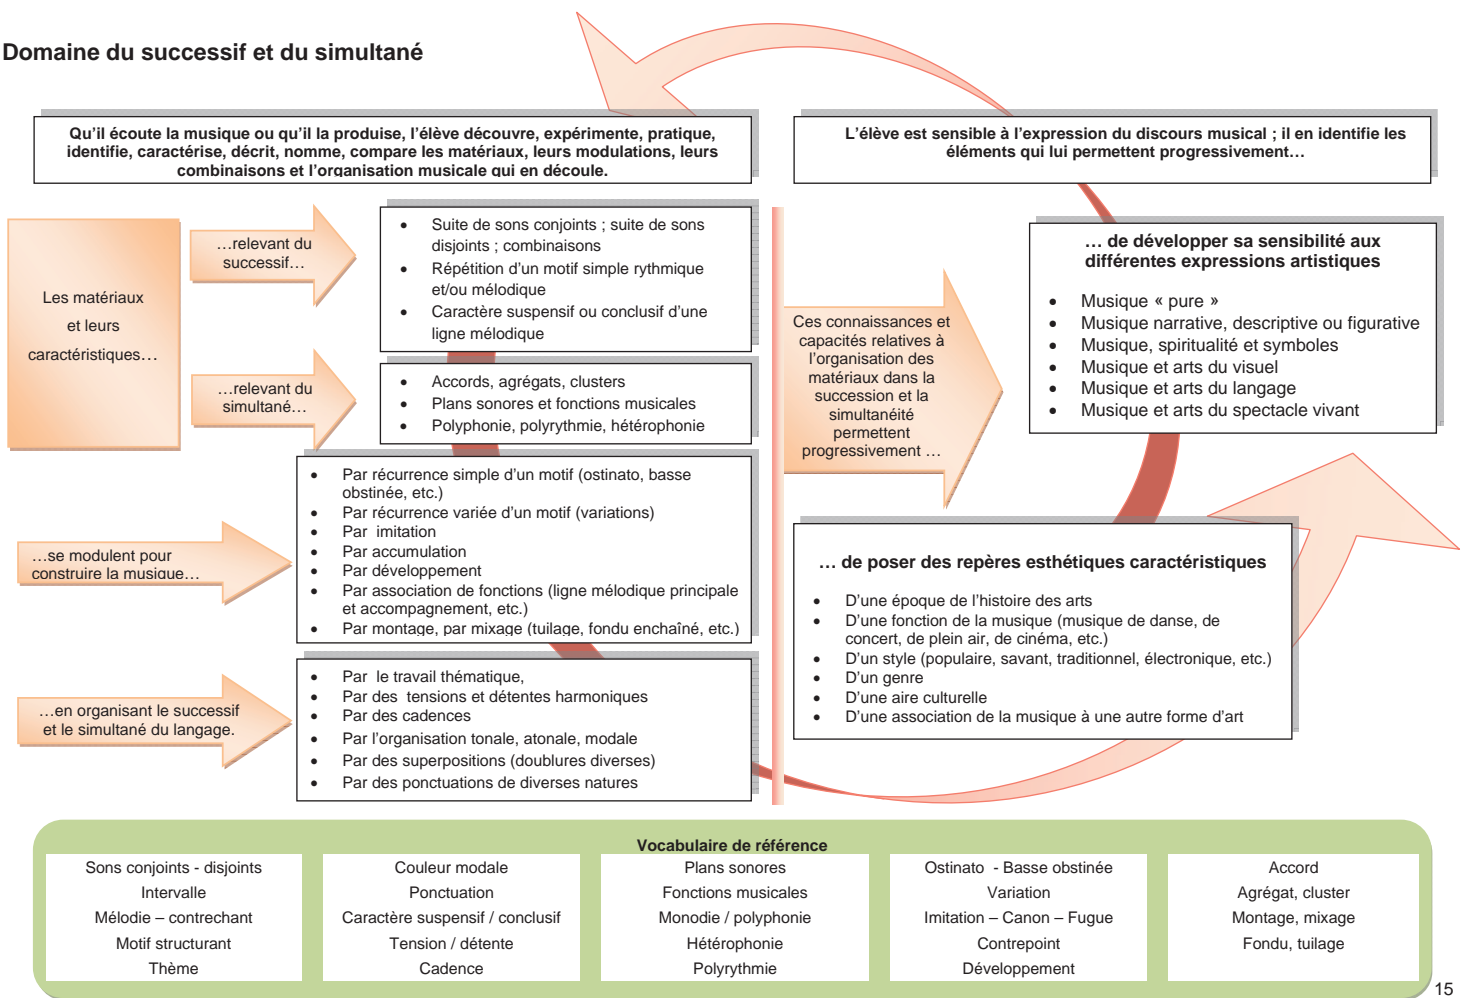 Domaine du successif et du simultané
Qu’il écoute la musique ou qu’il la produise, l’élève découvre, expérimente, pratique,
identifie, caractérise, décrit, nomme, compare les matériaux, leurs modulations, leurs
combinaisons et l’organisation musicale qui en découle.
L’élève est sensible à l’expression du discours musical ; il en identifie les
éléments qui lui permettent progressivement…
Les matériaux
et leurs
caractéristiques…
…relevant du
successif…
• Suite de sons conjoints ; suite de sons
disjoints ; combinaisons
• Répétition d’un motif simple rythmique
et/ou mélodique
• Caractère suspensif ou conclusif d’une
ligne mélodique
…relevant du
simultané…
• Accords, agrégats, clusters
• Plans sonores et fonctions musicales
• Polyphonie, polyrythmie, hétérophonie
…se modulent pour
construire la musique…
• Par récurrence simple d’un motif (ostinato, basse
obstinée, etc.)
• Par récurrence variée d’un motif (variations)
• Par imitation
• Par accumulation
• Par développement
• Par association de fonctions (ligne mélodique principale
et accompagnement, etc.)
• Par montage, par mixage (tuilage, fondu enchaîné, etc.)
…en organisant le successif
et le simultané du langage.
• Par le travail thématique,
• Par des tensions et détentes harmoniques
• Par des cadences
• Par l’organisation tonale, atonale, modale
• Par des superpositions (doublures diverses)
• Par des ponctuations de diverses natures
Ces connaissances et
capacités relatives à
l’organisation des
matériaux dans la
succession et la
simultanéité
permettent
progressivement …
… de développer sa sensibilité aux
différentes expressions artistiques
• Musique « pure »
• Musique narrative, descriptive ou figurative
• Musique, spiritualité et symboles
• Musique et arts du visuel
• Musique et arts du langage
• Musique et arts du spectacle vivant
… de poser des repères esthétiques caractéristiques
• D’une époque de l’histoire des arts
• D’une fonction de la musique (musique de danse, de
concert, de plein air, de cinéma, etc.)
• D’un style (populaire, savant, traditionnel, électronique, etc.)
• D’un genre
• D’une aire culturelle
• D’une association de la musique à une autre forme d’art
Vocabulaire de référence
Sons conjoints - disjoints
Intervalle
Mélodie – contrechant
Motif structurant
Thème
Couleur modale
Ponctuation
Caractère suspensif / conclusif
Tension / détente
Cadence
Plans sonores
Fonctions musicales
Monodie / polyphonie
Hétérophonie
Polyrythmie
Ostinato - Basse obstinée
Variation
Imitation – Canon – Fugue
Contrepoint
Développement
Accord
Agrégat, cluster
Montage, mixage
Fondu, tuilage
15